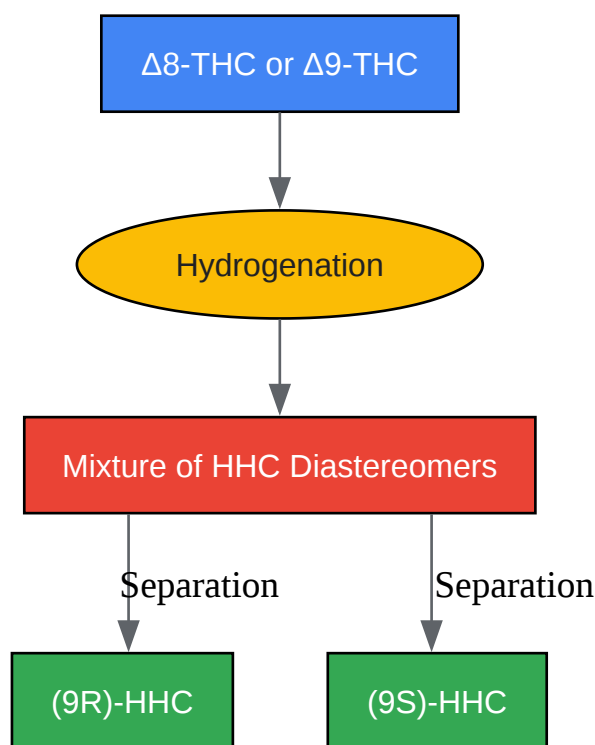 Δ8-THC or Δ9-THC
Hydrogenation
Mixture of HHC Diastereomers
Separation
Separation
(9R)-HHC
(9S)-HHC